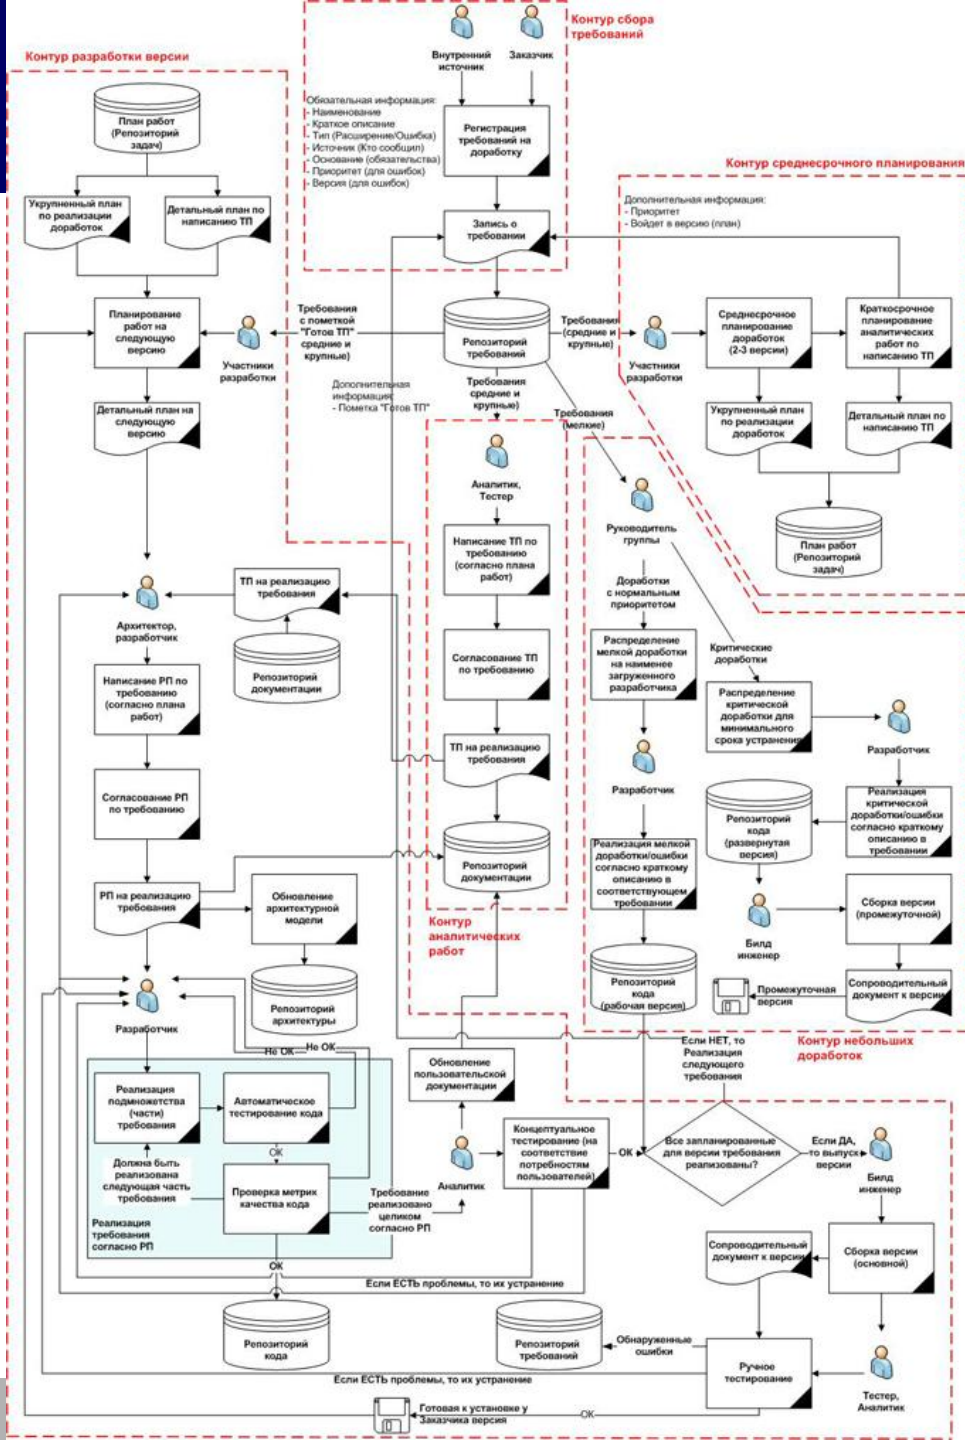 Контур сбора
требований
Внутренний
источник
Заказчик
Контур разработки версии
План работ
(Репозиторий
задач)
Обязательная информация:
- Наименование
- Краткое описание
- Тип (Расширение/Ошибка)
- Источник (Кто сообщил)
- Основание (обязательства)
- Приоритет (для ошибок)
- Версия (для ошибок)
Регистрация
требований на
доработку
Контур среднесрочного планирования
Укрупненный план
по реализации
доработок
Детальный план по
написанию ТП
Запись о
требовании
Дополнительная информация:
- Приоритет
- Войдет в версию (план)
Планирование
работ на
следующую
версию
Участники
разработки
Требования
с пометкой
"Готов ТП"
средние и
крупные)
Репозиторий
требований
Требования
(средние и
крупные)
Участники
разработки
Среднесрочное
планирование
доработок
(2-3 версии)
Краткосрочное
планирование
аналитических
работ по
написанию ТП
Дополнительная
информация:
- Пометка "Готов ТП"
Требования
средние и
крупные)
Требования
(мелкие)
Детальный план на
следующую
версию
Укрупненный план
по реализации
доработок
Детальный план по
написанию ТП
Аналитик,
Тестер
Руководитель
группы
План работ
(Репозиторий
задач)
Написание ТП по
требованию
(согласно плана
работ)
ТП на реализацию
требования
Архитектор,
разработчик
Репозиторий
документации
Доработки
с нормальным
приоритетом
Согласование ТП
по требованию
Распределение
мелкой доработки
на наименее
загруженного
разработчика
Критические
доработки
Написание РП по
требованию
(согласно плана
работ)
Распределение
критической
доработки для
минимального
срока устранения
Разработчик
ТП на реализацию
требования
Разработчик
Согласование РП
по требованию
Репозиторий
кода
(развернутая
версия)
Реализация
критической
доработки/ошибки
согласно краткому
описанию в
требовании
Репозиторий
документации
Реализация мелкой
доработки/ошибки
согласно краткому
описанию в
соответствующем
требовании
РП на реализацию
требования
Обновление
архитектурной
модели
Контур
аналитических
работ
Билд
инженер
Сборка версии
(промежуточной)
Репозиторий
кода
(рабочая версия)
Промежуточная
версия
Сопроводительный
документ к версии
Разработчик
Репозиторий
архитектуры
Контур небольших
доработок
Не ОК
Не ОК
Обновление
пользовательской
документации
Если НЕТ, то
Реализация
следующего
требования
Реализация
подмножетства
(части)
требования
Автоматическое
тестирование кода
ОК
Должна быть
реализована
следующая часть
требования
Проверка метрик
качества кода
Реализация
требования
согласно РП
Требование
реализовано
целиком
согласно РП
Аналитик
Концептуальное
тестирование (на
соответствие
потребностям
пользователей)
ОК
Все запланированные
для версии требования
реализованы?
Если ДА,
то выпуск
версии
Билд
инженер
ОК
Если ЕСТЬ проблемы, то их устранение
Сопроводительный
документ к версии
Сборка версии
(основной)
Репозиторий
кода
Репозиторий
требований
Обнаруженные
ошибки
Ручное
тестирование
Тестер,
Аналитик
Если ЕСТЬ проблемы, то их устранение
Готовая к установке у
Заказчика версия
ОК